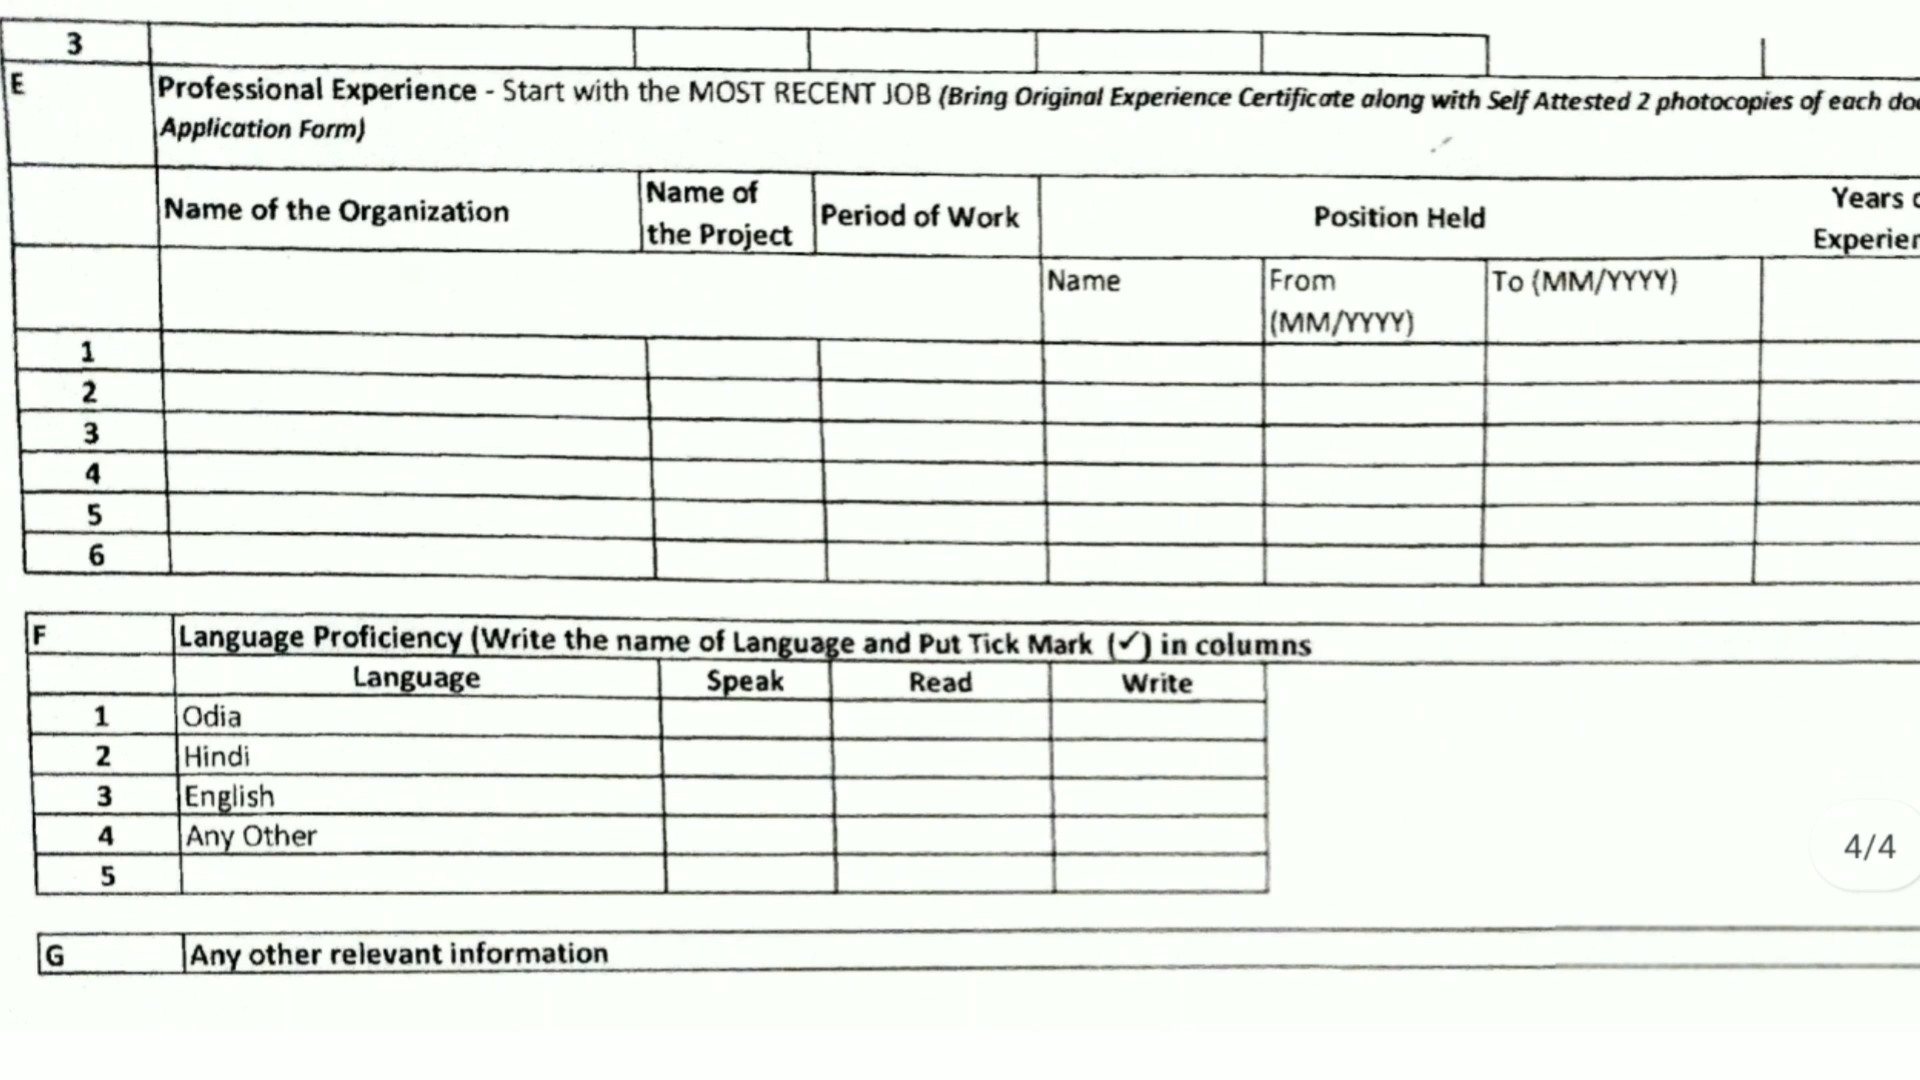 3
E Professional Experience - Start with the MOST RECENT JOB (Bring Original Experience Certificate along with Self Attested 2 photocopies of each
Application Form)
Name of the Organization Name of the Project Period of Work Position Held Years
Name From (MM/YYYY) To (MM/YYYY)
1
2
3
4
5
6
F Language Proficiency (Write the name of Language and Put Tick Mark (✓) in columns
Language Speak Read Write
1 Odia
2 Hindi
3 English
4 Any Other
5
4/4
G Any other relevant information